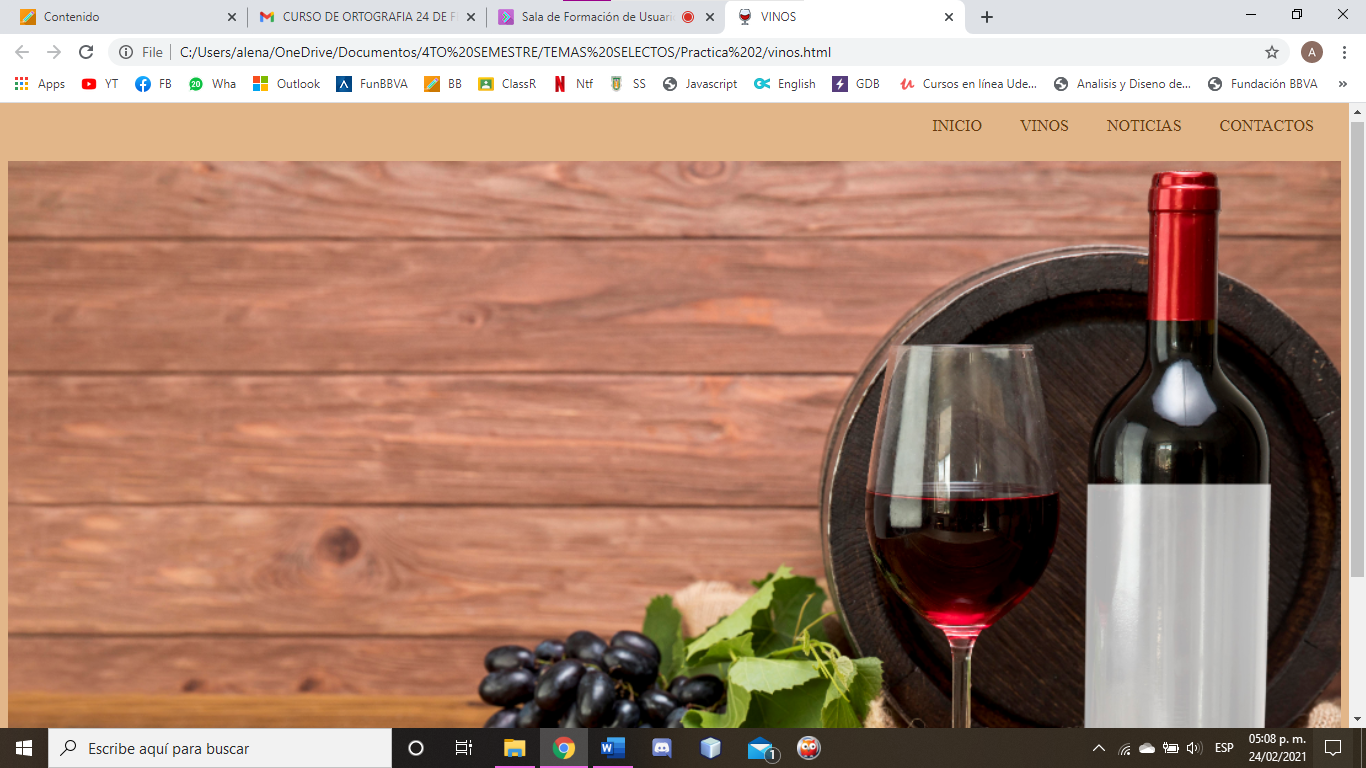 Contenido
CURSO DE ORTOGRAFIA 24 DE F
Sala de Formación de Usuari
VINOS
File
C:/Users/alena/OneDrive/Documentos/4TO%20SEMESTRE/TEMAS%20SELECTOS/Practica%202/vinos.html
A
Apps YT FB 20 Wha Outlook FunBBVA BB ClassR Ntf SS Javascript English GDB Cursos en línea Ude... Analisis y Diseno de... Fundación BBVA »
INICIO VINOS NOTICIAS CONTACTOS
Escribe aquí para buscar
1
ESP
05:08 p. m.
24/02/2021